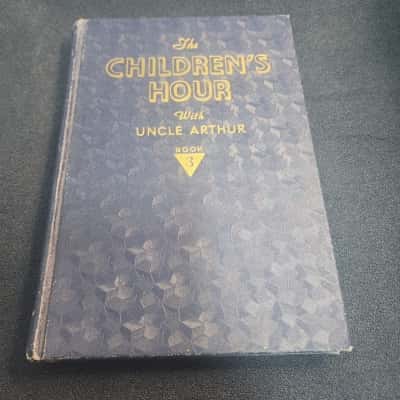 The
CHILDREN'S
HOUR
With
UNCLE ARTHUR
BOOK
3